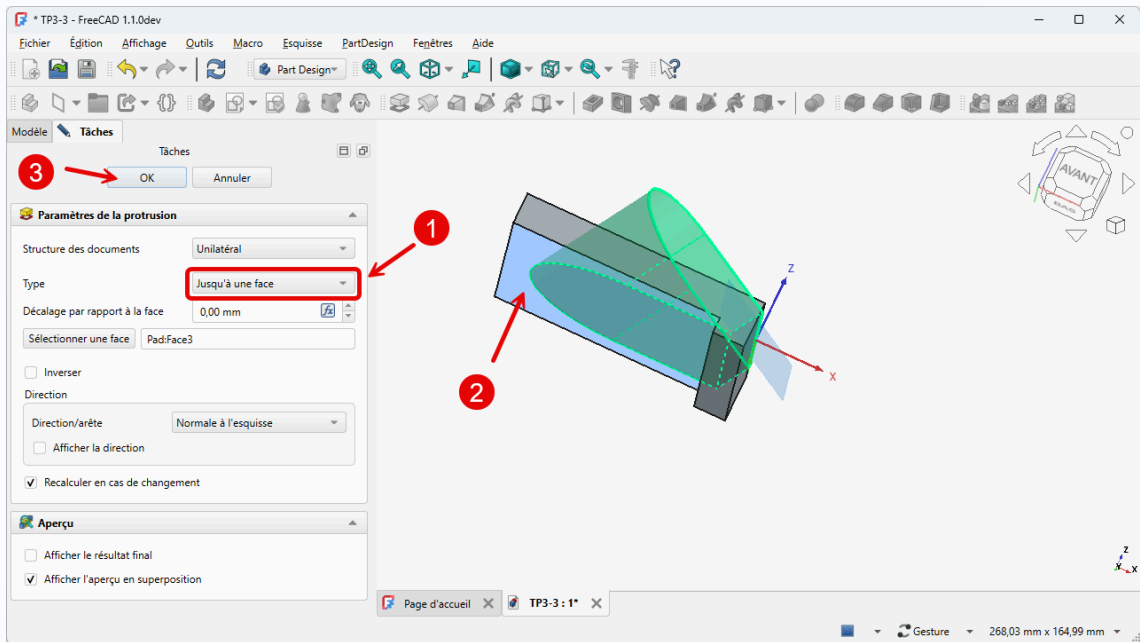 * TP3-3 - FreeCAD 1.1.0dev
Fichier Édition Affichage Outils Macro Esquisse PartDesign Fenêtres Aide
Part Design
Modèle Tâches
Tâches
3 OK Annuler
Paramètres de la protrusion
Structure des documents Unilatéral
1
Type Jusqu'à une face
Décalage par rapport à la face 0,00 mm
Sélectionner une face Pad:Face3
Inverser
Direction
Direction/arête Normale à l'esquisse
Afficher la direction
Recalculer en cas de changement
Aperçu
Afficher le résultat final
Afficher l'aperçu en superposition
2
Z
X
AVANT
BAS
Z
Y X
Page d'accueil TP3-3 : 1*
Gesture 268,03 mm x 164,99 mm